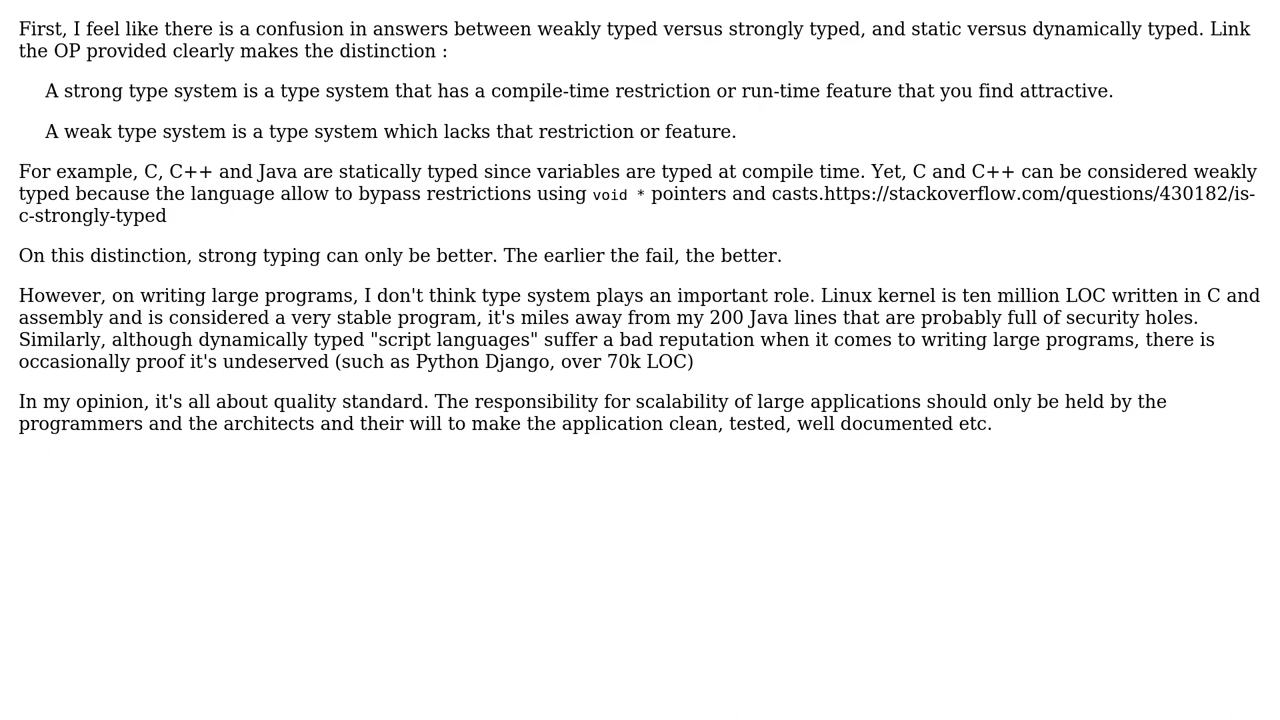 First, I feel like there is a confusion in answers between weakly typed versus strongly typed, and static versus dynamically typed. Link
the OP provided clearly makes the distinction :
A strong type system is a type system that has a compile-time restriction or run-time feature that you find attractive.
A weak type system is a type system which lacks that restriction or feature.
For example, C, C++ and Java are statically typed since variables are typed at compile time. Yet, C and C++ can be considered weakly
typed because the language allow to bypass restrictions using void * pointers and casts.https://stackoverflow.com/questions/430182/is-
c-strongly-typed
On this distinction, strong typing can only be better. The earlier the fail, the better.
However, on writing large programs, I don't think type system plays an important role. Linux kernel is ten million LOC written in C and
assembly and is considered a very stable program, it's miles away from my 200 Java lines that are probably full of security holes.
Similarly, although dynamically typed "script languages" suffer a bad reputation when it comes to writing large programs, there is
occasionally proof it's undeserved (such as Python Django, over 70k LOC)
In my opinion, it's all about quality standard. The responsibility for scalability of large applications should only be held by the
programmers and the architects and their will to make the application clean, tested, well documented etc.